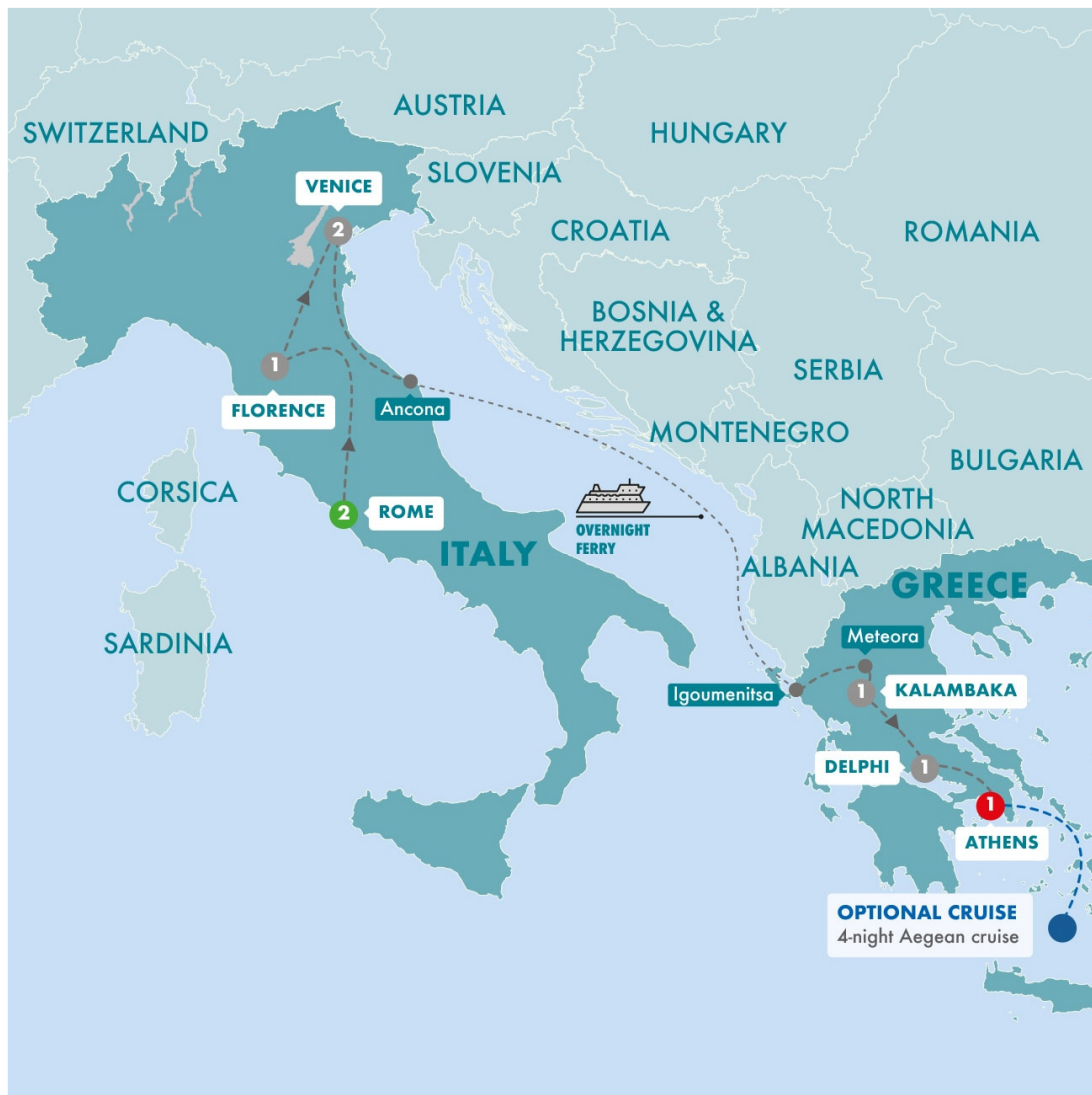 AUSTRIA
SWITZERLAND
HUNGARY
SLOVENIA
VENICE
2
CROATIA
ROMANIA
BOSNIA &
HERZEGOVINA
SERBIA
1
FLORENCE
Ancona
MONTENEGRO
BULGARIA
CORSICA
NORTH
MACEDONIA
2
ROME
OVERNIGHT
FERRY
ITALY
ALBANIA
GREECE
SARDINIA
Meteora
Igoumenitsa
1
KALAMBAKA
DELPHI
1
1
ATHENS
OPTIONAL CRUISE
4-night Aegean cruise